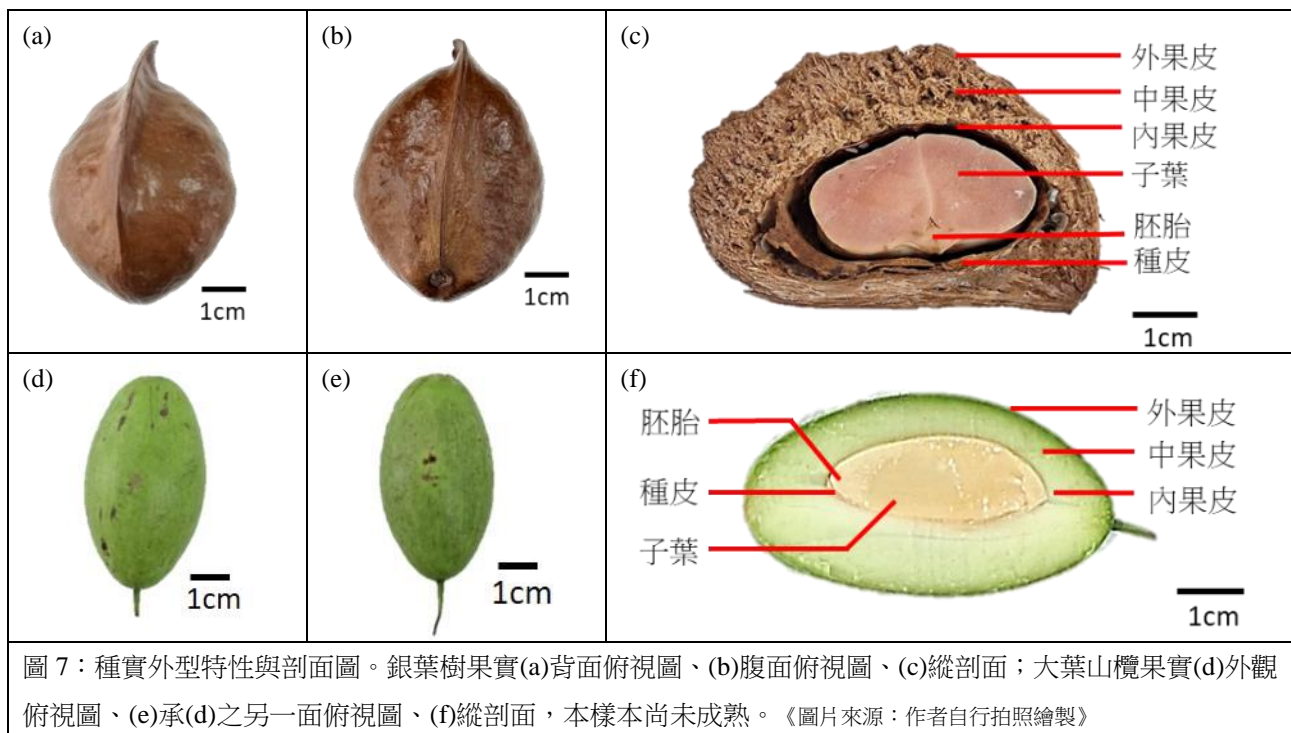 (a)
1cm
(b)
1cm
(c)
外果皮
中果皮
內果皮
子葉
胚胎
種皮
1cm
(d)
1cm
(e)
1cm
(f)
胚胎
種皮
子葉
外果皮
中果皮
內果皮
1cm
圖 7：種實外型特性與剖面圖。銀葉樹果實(a)背面俯視圖、(b)腹面俯視圖、(c)縱剖面；大葉山欖果實(d)外觀
俯視圖、(e)承(d)之另一面俯視圖、(f)縱剖面，本樣本尚未成熟。《圖片來源：作者自行拍照繪製》